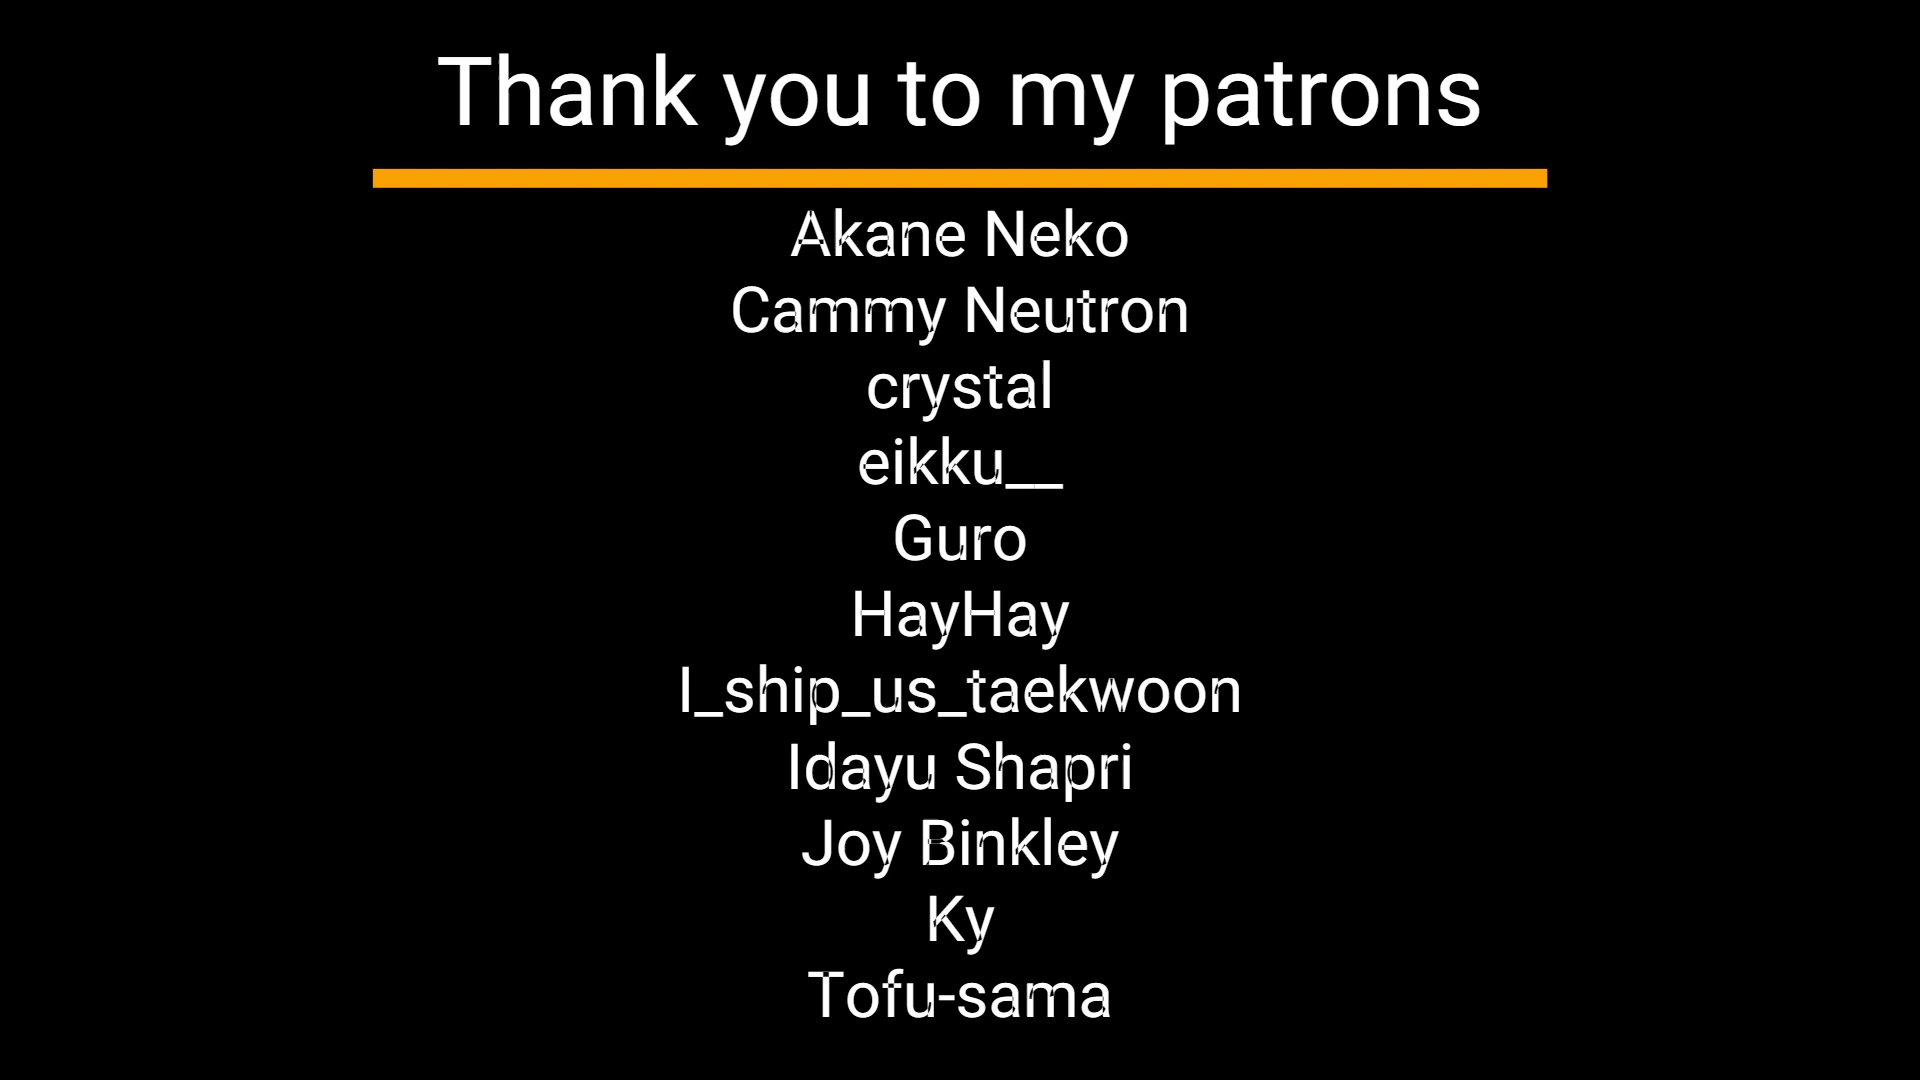 Thank you to my patrons
Akane Neko
Cammy Neutron
crystal
eikku__
Guro
HayHay
I_ship_us_taekwoon
Idayu Shapri
Joy Binkley
Ky
Tofu-sama